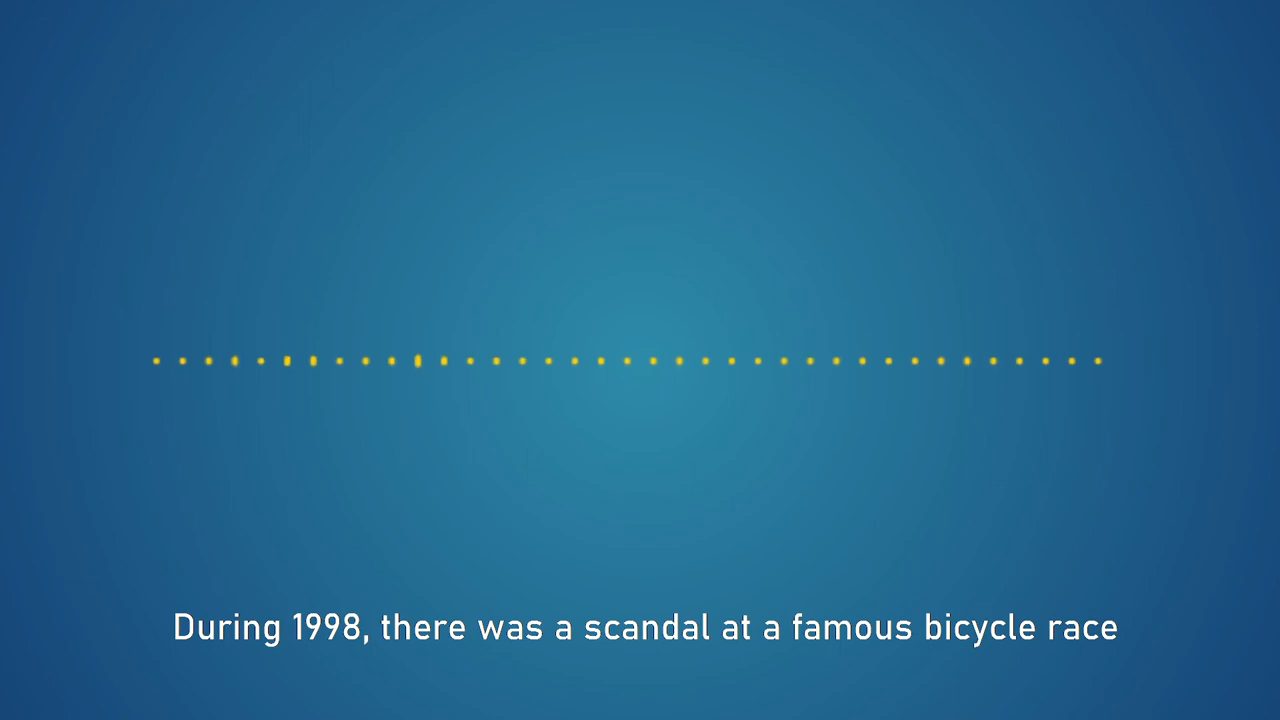 During 1998, there was a scandal at a famous bicycle race